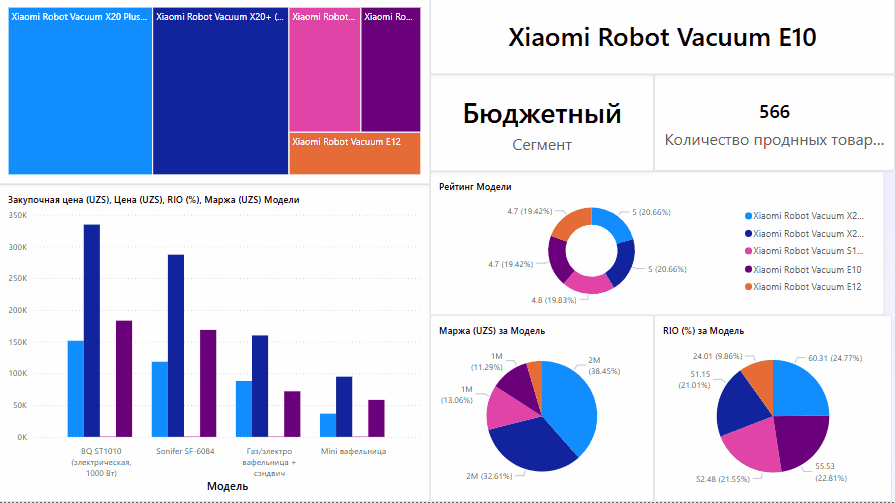 Xiaomi Robot Vacuum X20 Plus...
Xiaomi Robot Vacuum X20+ (...
Xiaomi Robot...
Xiaomi Ro...
Xiaomi Robot Vacuum E12
Xiaomi Robot Vacuum E10
Бюджетный
Сегмент
566
Количество проднных товар...
Закупочная цена (UZS), Цена (UZS), RIO (%), Маржа (UZS) Модели
350K
300K
250K
200K
150K
100K
50K
0K
BQ ST1010
(электрическая,
1000 Вт)
Sonifer SF-6084
Газ/электро
вафельница +
сэндвич
Mini вафельница
Модель
Рейтинг Модели
4.7 (19.42%)
5 (20.66%)
4.7 (19.42%)
5 (20.66%)
4.8 (19.83%)
Xiaomi Robot Vacuum X2...
Xiaomi Robot Vacuum X2...
Xiaomi Robot Vacuum S1...
Xiaomi Robot Vacuum E10
Xiaomi Robot Vacuum E12
Маржа (UZS) за Модель
1M
(11.29%)
2M
(38.45%)
1M
(13.06%)
2M (32.61%)
RIO (%) за Модель
24.01 (9.86%)
60.31 (24.77%)
51.15
(21.01%)
52.48 (21.55%)
55.53
(22.81%)